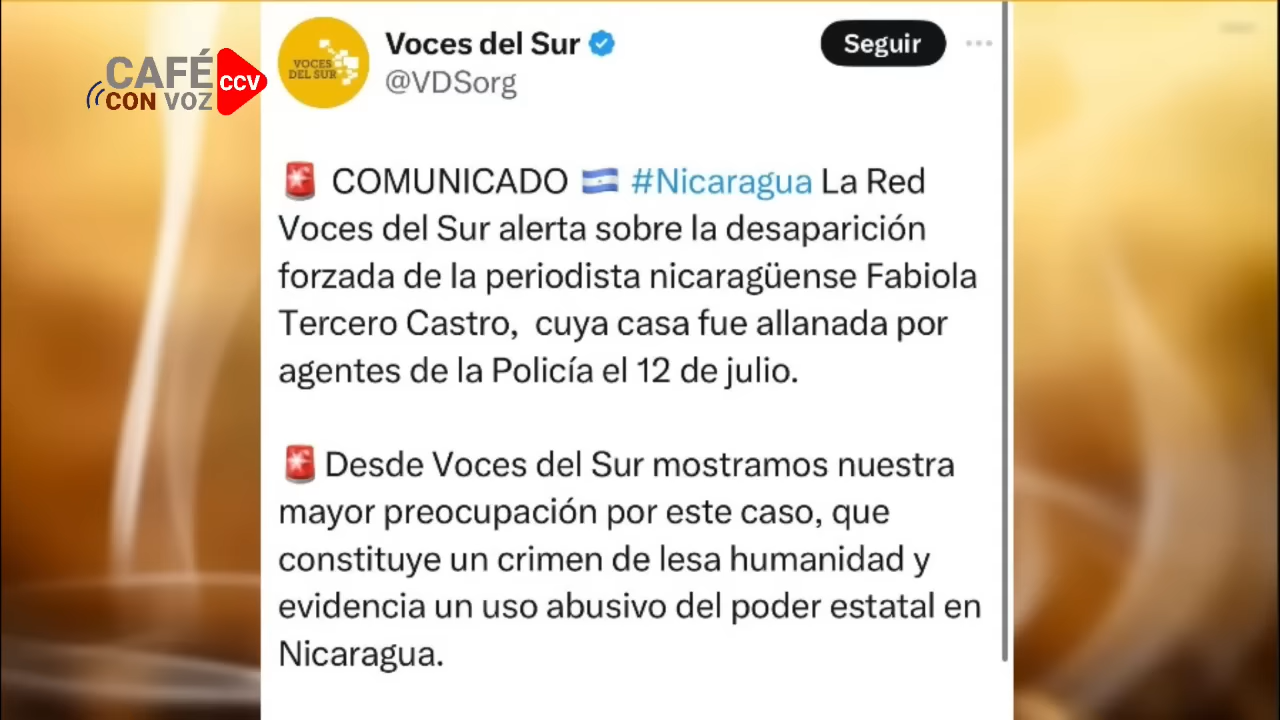 CAFÉ
CON VOZ
CCV
VOCES
DEL SUR
Voces del Sur
@VDSorg
Seguir
🚨 COMUNICADO 🇳🇮 #Nicaragua La Red
Voces del Sur alerta sobre la desaparición
forzada de la periodista nicaragüense Fabiola
Tercero Castro, cuya casa fue allanada por
agentes de la Policía el 12 de julio.
🚨 Desde Voces del Sur mostramos nuestra
mayor preocupación por este caso, que
constituye un crimen de lesa humanidad y
evidencia un uso abusivo del poder estatal en
Nicaragua.